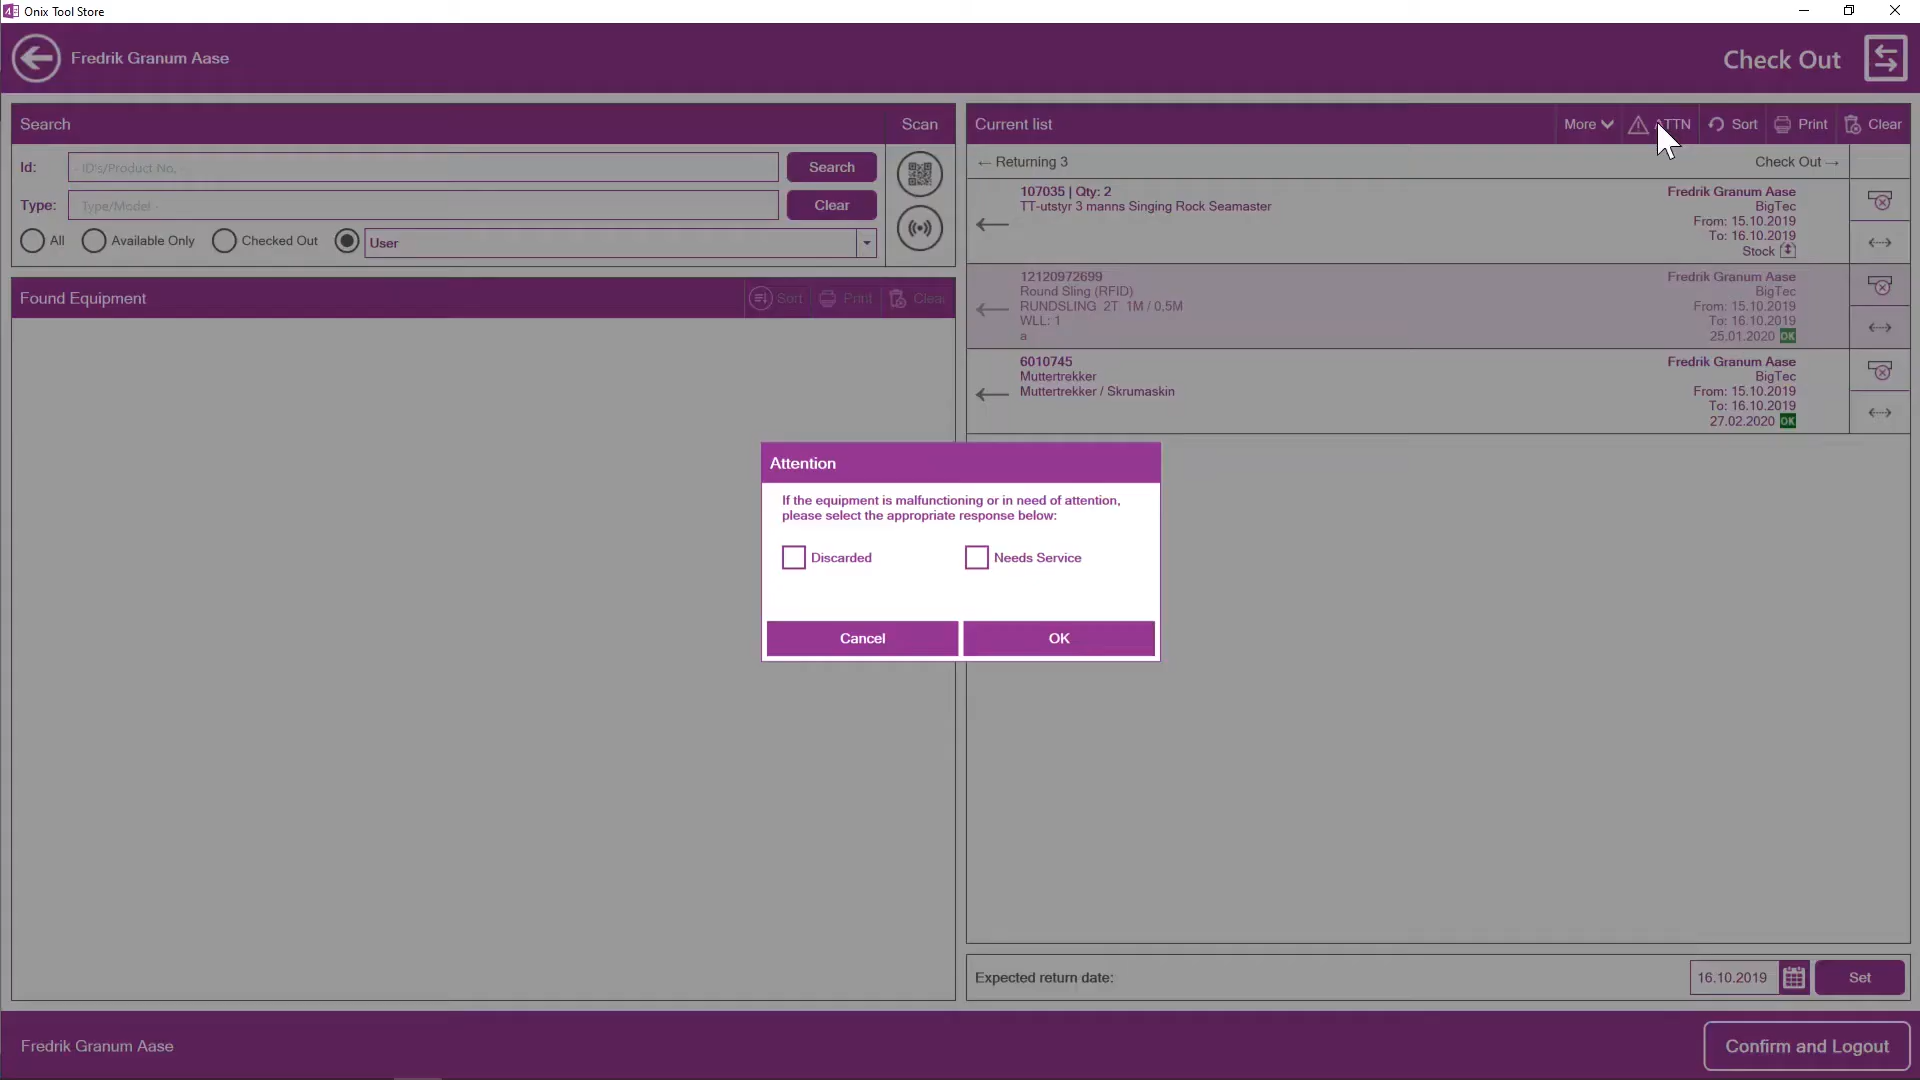 Onix Tool Store
Fredrik Granum Aase
Check Out
Search
Scan
Id:
- ID's/Product No. -
Search
Type:
- Type/Model -
Clear
All
Available Only
Checked Out
User
Found Equipment
Sort
Print
Clear
Current list
More
ATTN
Sort
Print
Clear
← Returning 3
Check Out →
107035 | Qty: 2
TT-utstyr 3 manns Singing Rock Seamaster
Fredrik Granum Aase
BigTec
From: 15.10.2019
To: 16.10.2019
Stock
12120972699
Round Sling (RFID)
RUNDSLING 2T 1M / 0,5M
WLL: 1
a
Fredrik Granum Aase
BigTec
From: 15.10.2019
To: 16.10.2019
25.01.2020 OK
6010745
Muttertrekker
Muttertrekker / Skrumaskin
Fredrik Granum Aase
BigTec
From: 15.10.2019
To: 16.10.2019
27.02.2020 OK
Attention
If the equipment is malfunctioning or in need of attention,
please select the appropriate response below:
Discarded
Needs Service
Cancel
OK
Expected return date:
16.10.2019
Set
Fredrik Granum Aase
Confirm and Logout